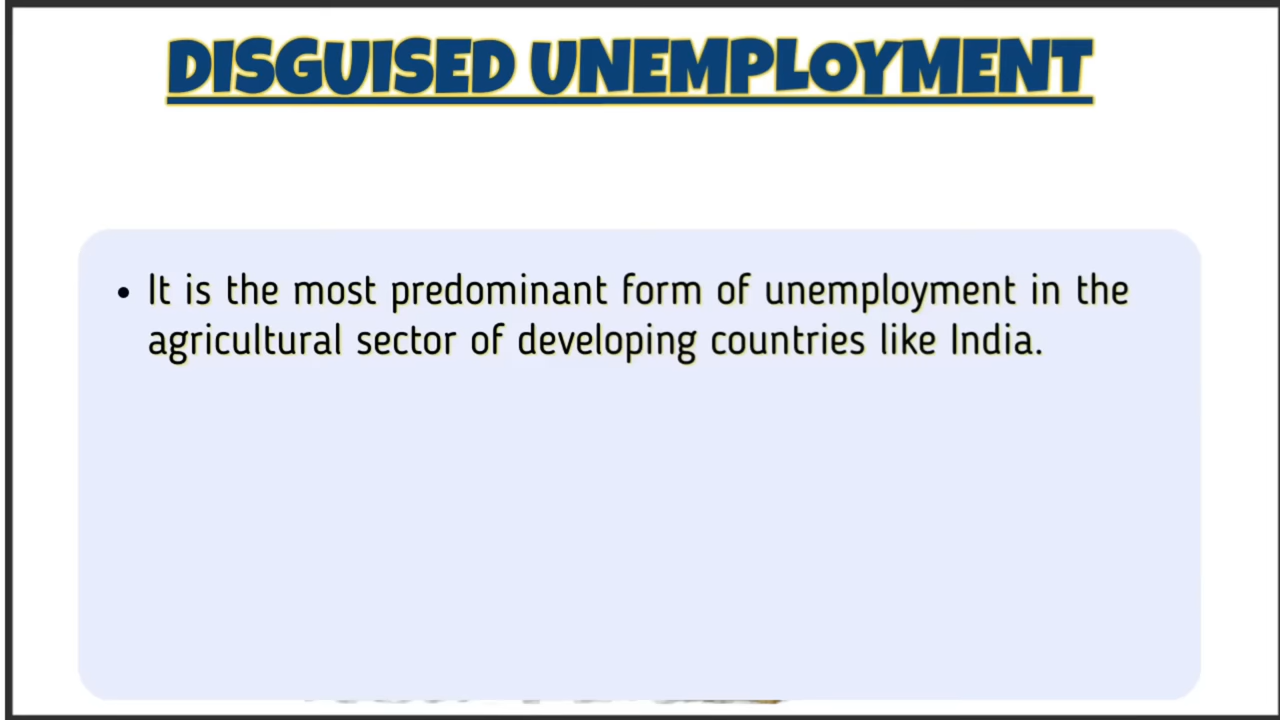 DISGUISED UNEMPLOYMENT
• It is the most predominant form of unemployment in the
agricultural sector of developing countries like India.